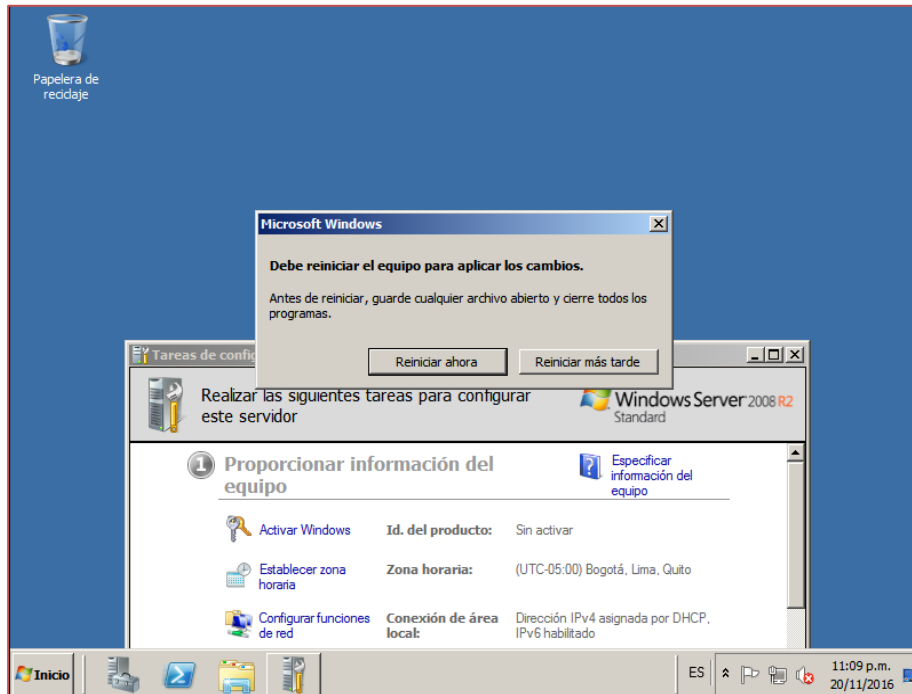 Papelera de
reciclaje
Microsoft Windows
Debe reiniciar el equipo para aplicar los cambios.
Antes de reiniciar, guarde cualquier archivo abierto y cierre todos los
programas.
Reiniciar ahora
Reiniciar más tarde
Tareas de config
Realizar las siguientes tareas para configurar
este servidor
Windows Server 2008 R2
Standard
1 Proporcionar información del
equipo
Especificar
información del
equipo
Activar Windows
Id. del producto:
Sin activar
Establecer zona
horaria
Zona horaria:
(UTC-05:00) Bogotá, Lima, Quito
Configurar funciones
de red
Conexión de área
local:
Dirección IPv4 asignada por DHCP,
IPv6 habilitado
Inicio
ES
11:09 p.m.
20/11/2016